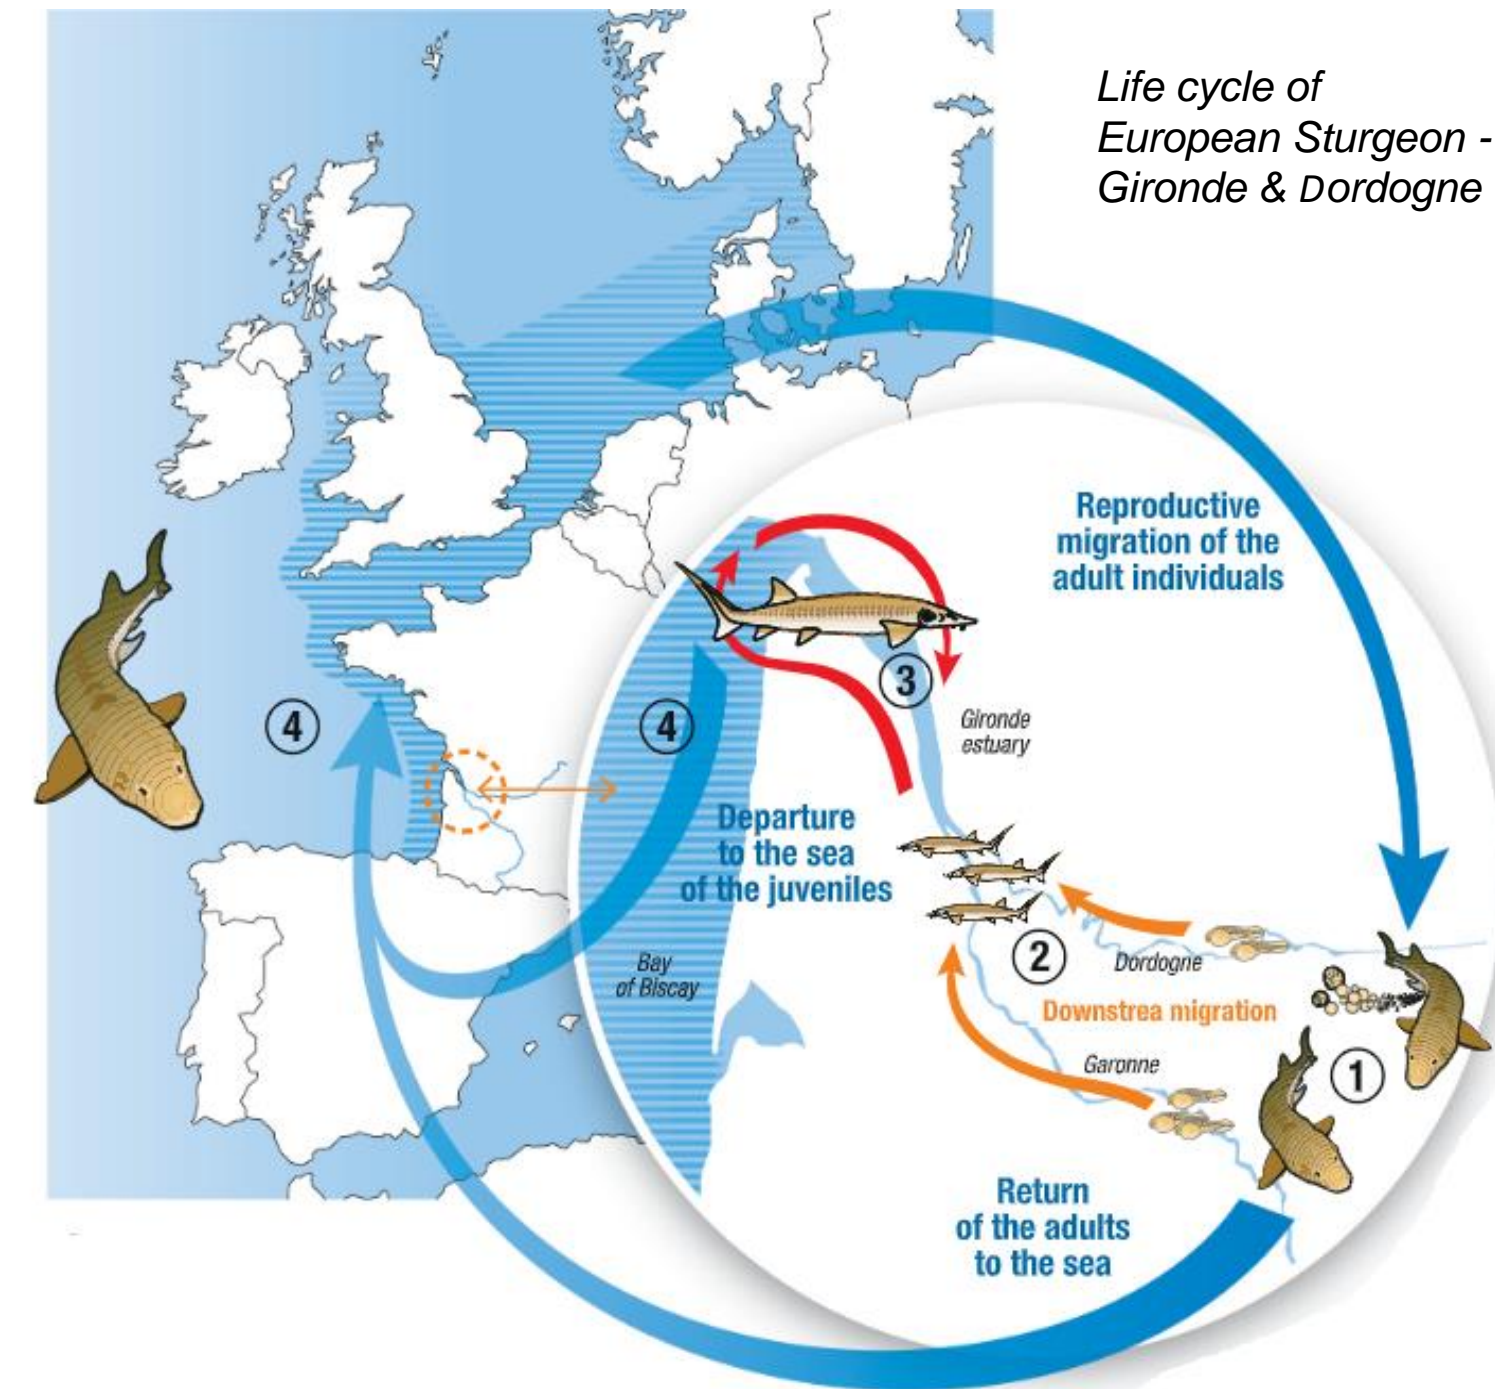 Life cycle of
European Sturgeon -
Gironde & Dordogne
Reproductive
migration of the
adult individuals
3
4
4
Gironde
estuary
Departure
to the sea
of the juveniles
Bay
of Biscay
2
Dordogne
Downstrea migration
Garonne
1
Return
of the adults
to the sea